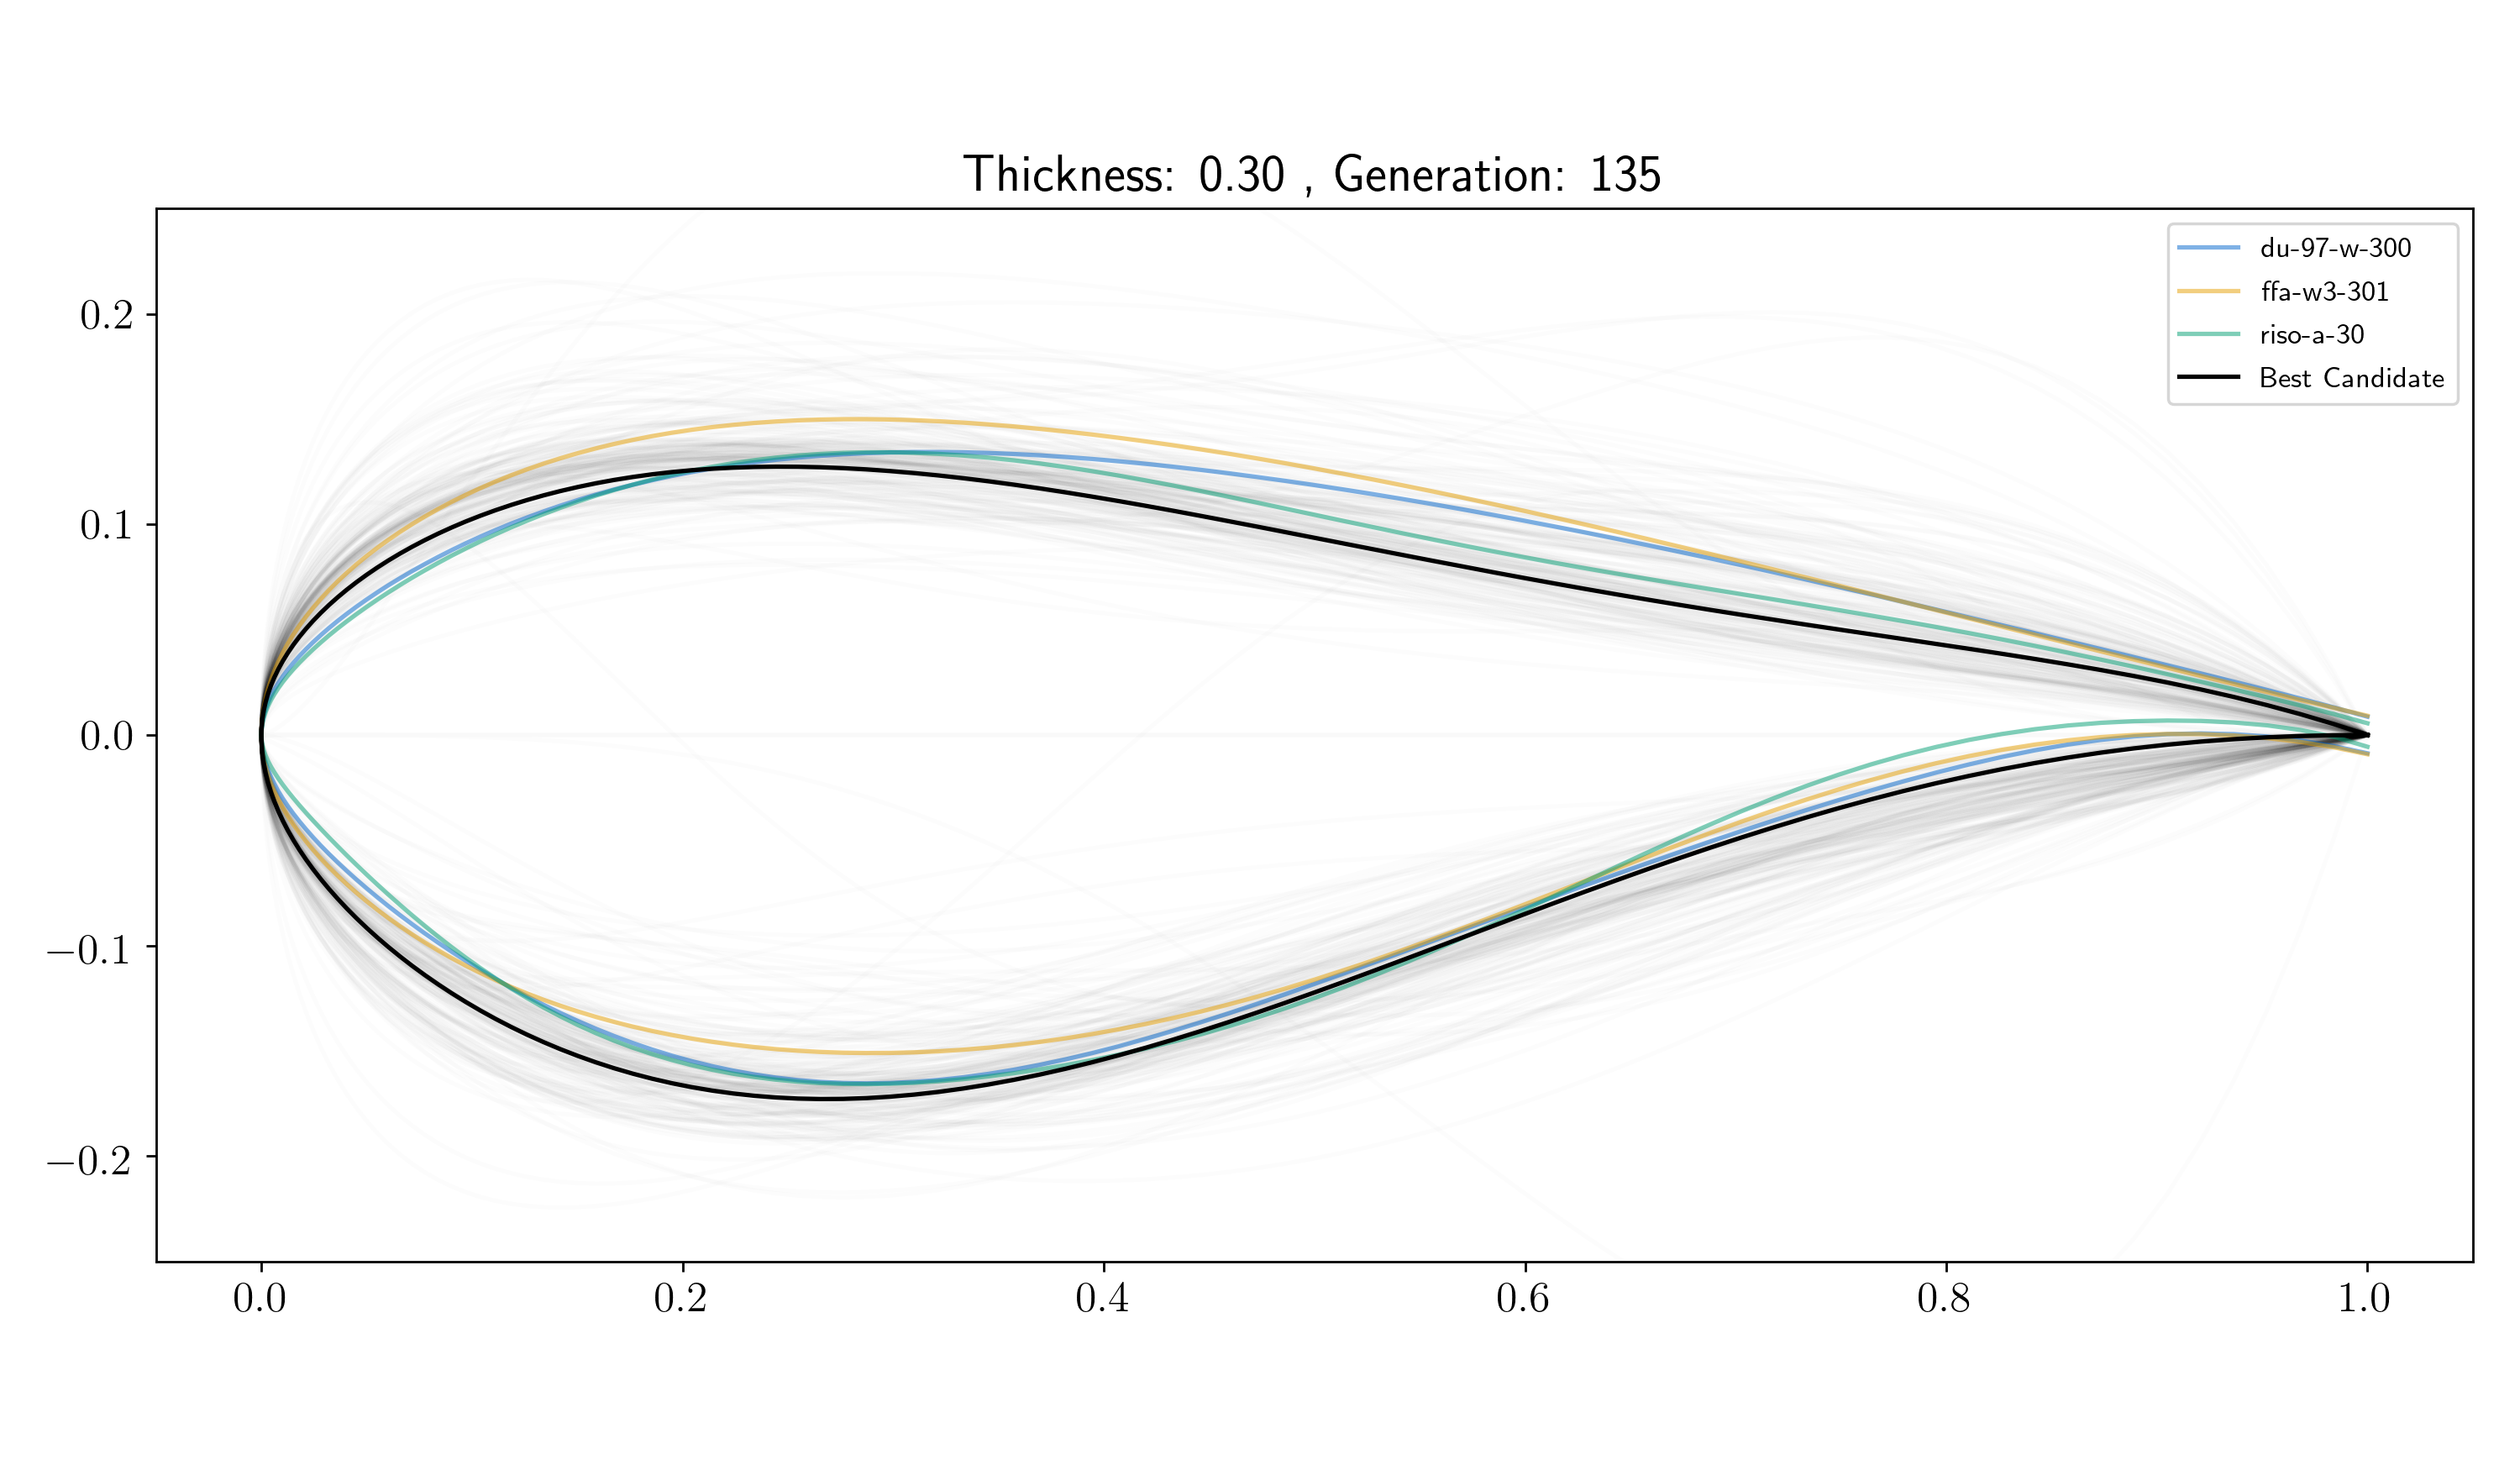 Thickness: 0.30 , Generation: 135
du-97-w-300
ffa-w3-301
riso-a-30
Best Candidate
0.2
0.1
0.0
−0.1
−0.2
0.0 0.2 0.4 0.6 0.8 1.0